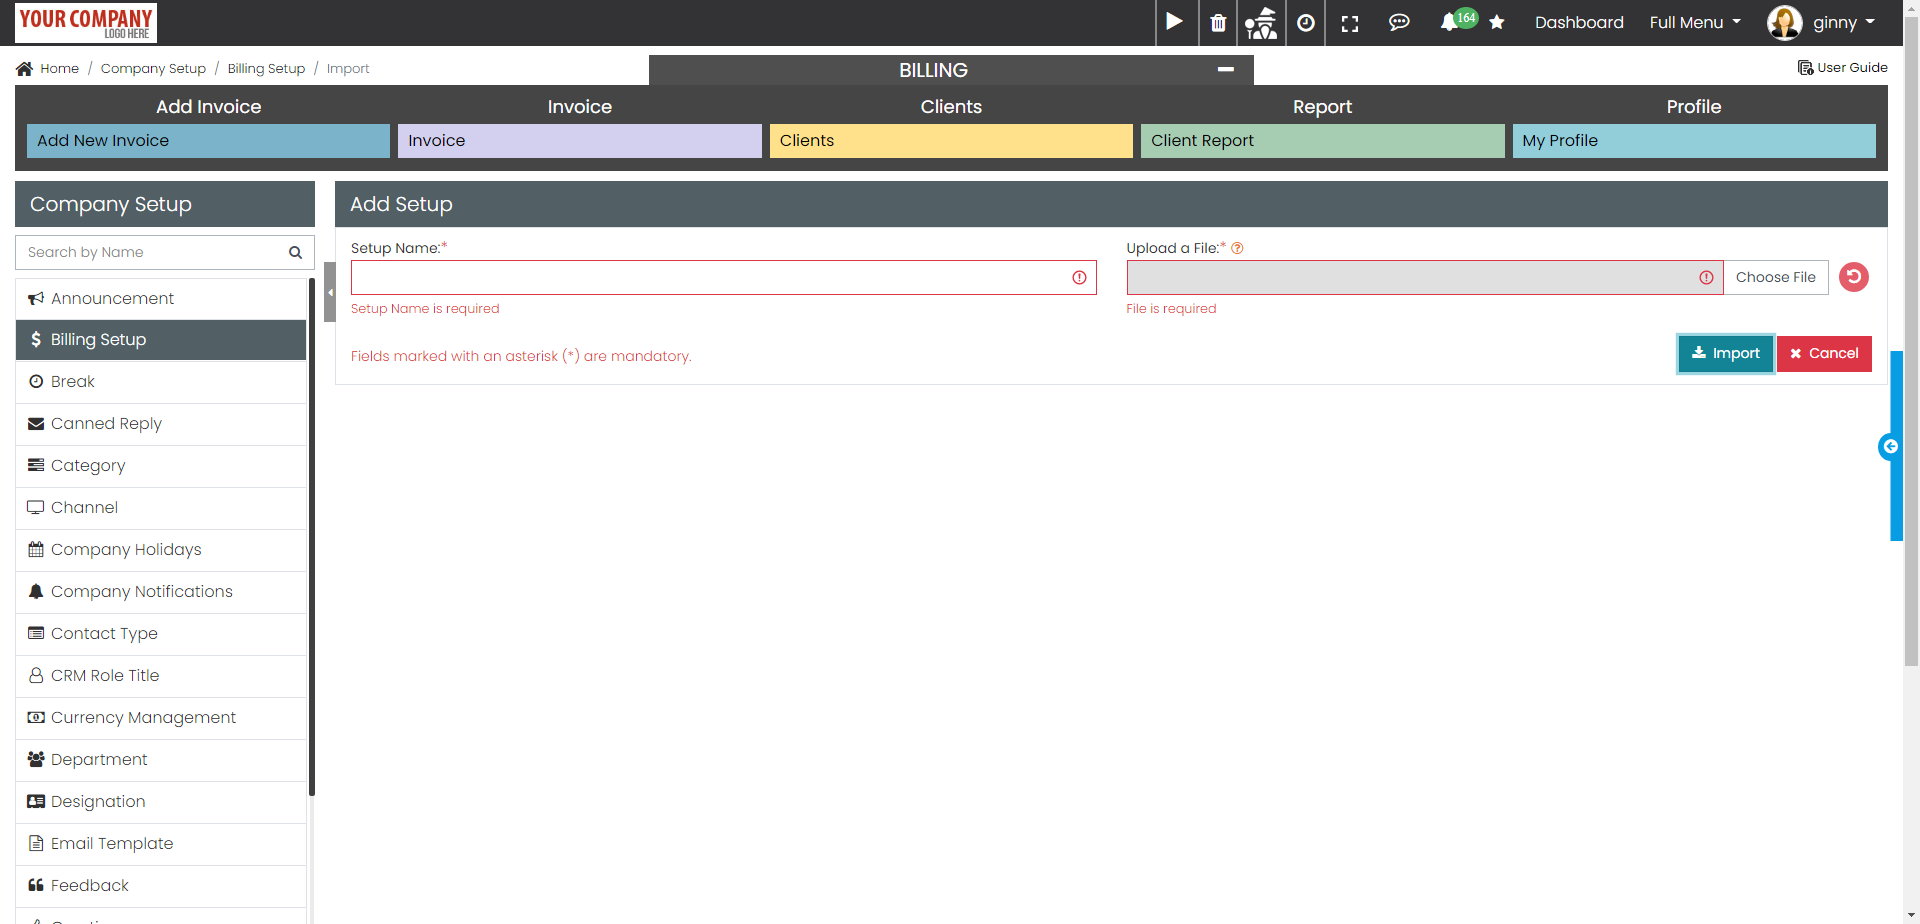 YOUR COMPANY
LOGO HERE
164
Dashboard
Full Menu
ginny
Home / Company Setup / Billing Setup / Import
BILLING
User Guide
Add Invoice
Invoice
Clients
Report
Profile
Add New Invoice
Invoice
Clients
Client Report
My Profile
Company Setup
Search by Name
Announcement
Billing Setup
Break
Canned Reply
Category
Channel
Company Holidays
Company Notifications
Contact Type
CRM Role Title
Currency Management
Department
Designation
Email Template
Feedback
Add Setup
Setup Name:*
Setup Name is required
Upload a File:*
Choose File
File is required
Fields marked with an asterisk (*) are mandatory.
Import
Cancel